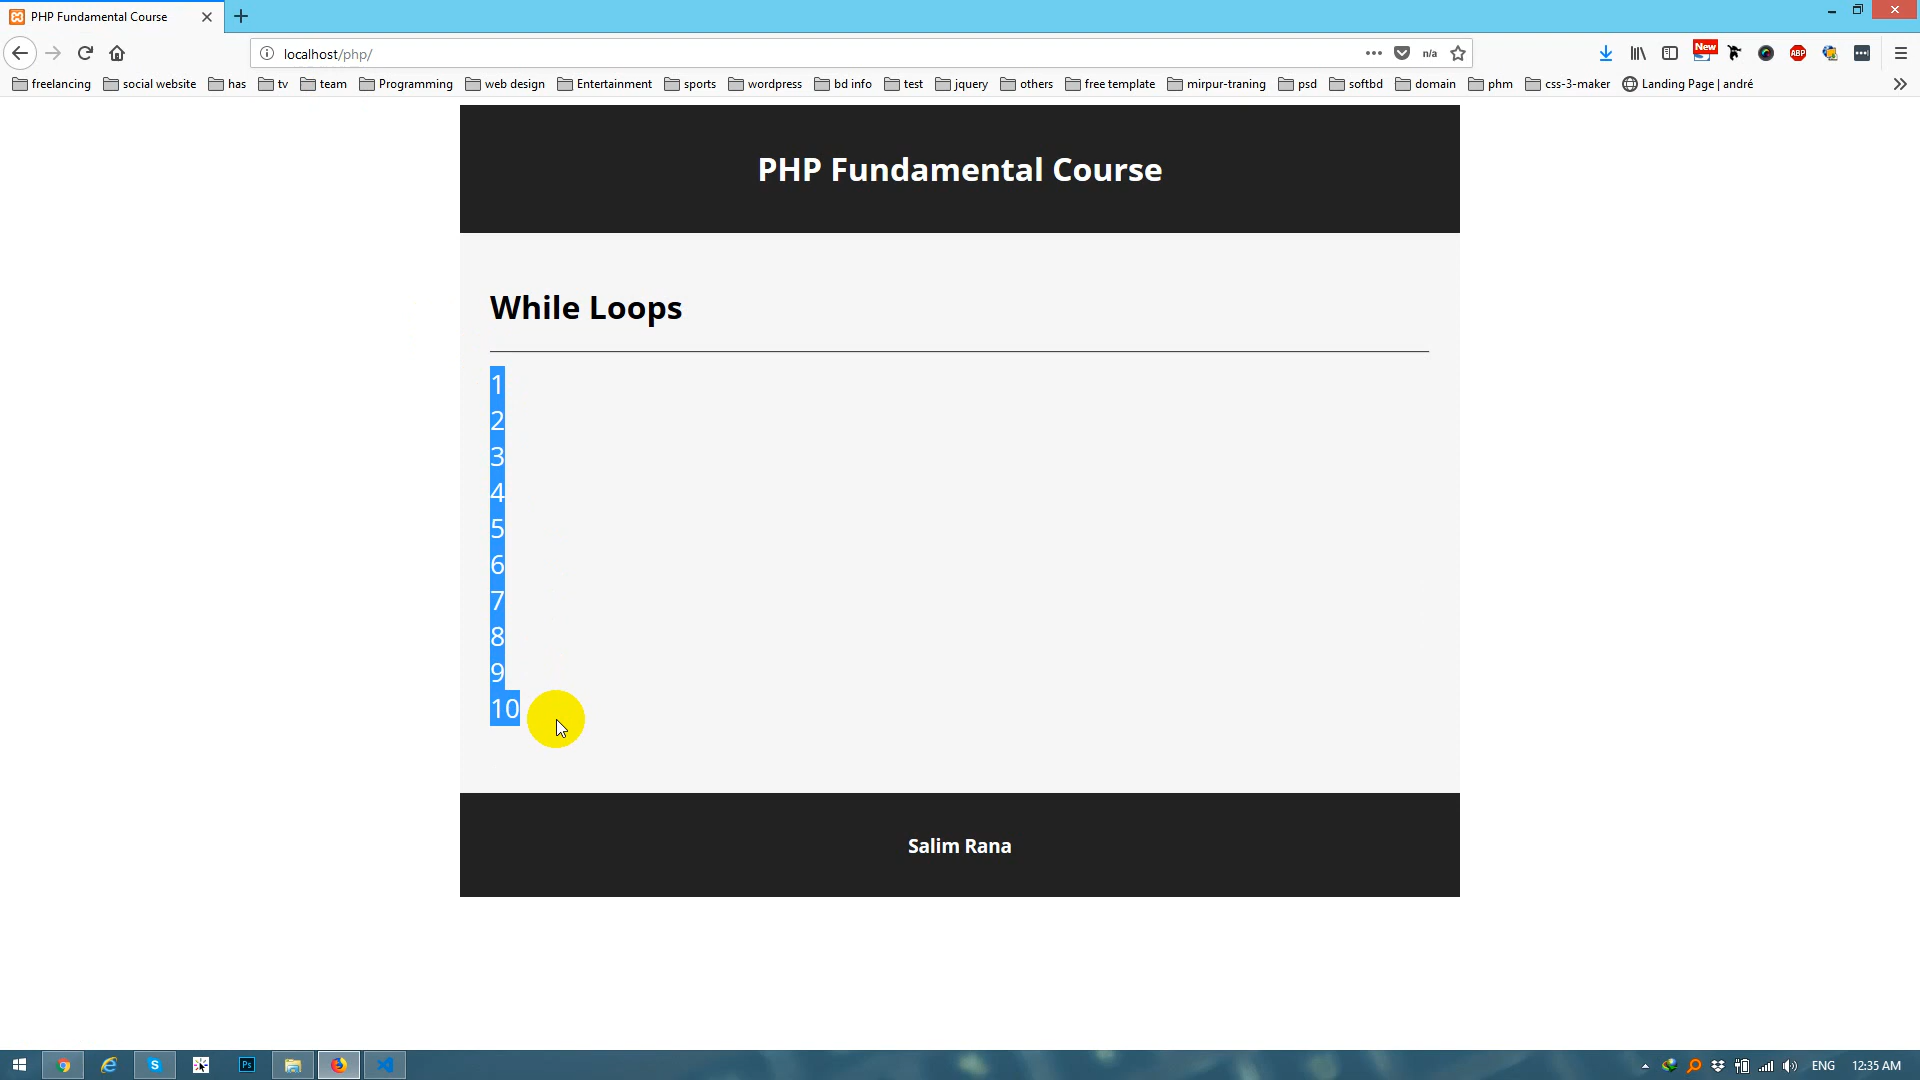 PHP Fundamental Course
localhost/php/
n/a
New
ABP
freelancing social website has tv team Programming web design Entertainment sports wordpress bd info test jquery others free template mirpur-traning psd softbd domain phm css-3-maker Landing Page | andré
PHP Fundamental Course
While Loops
1
2
3
4
5
6
7
8
9
10
Salim Rana
Ps
ENG 12:35 AM